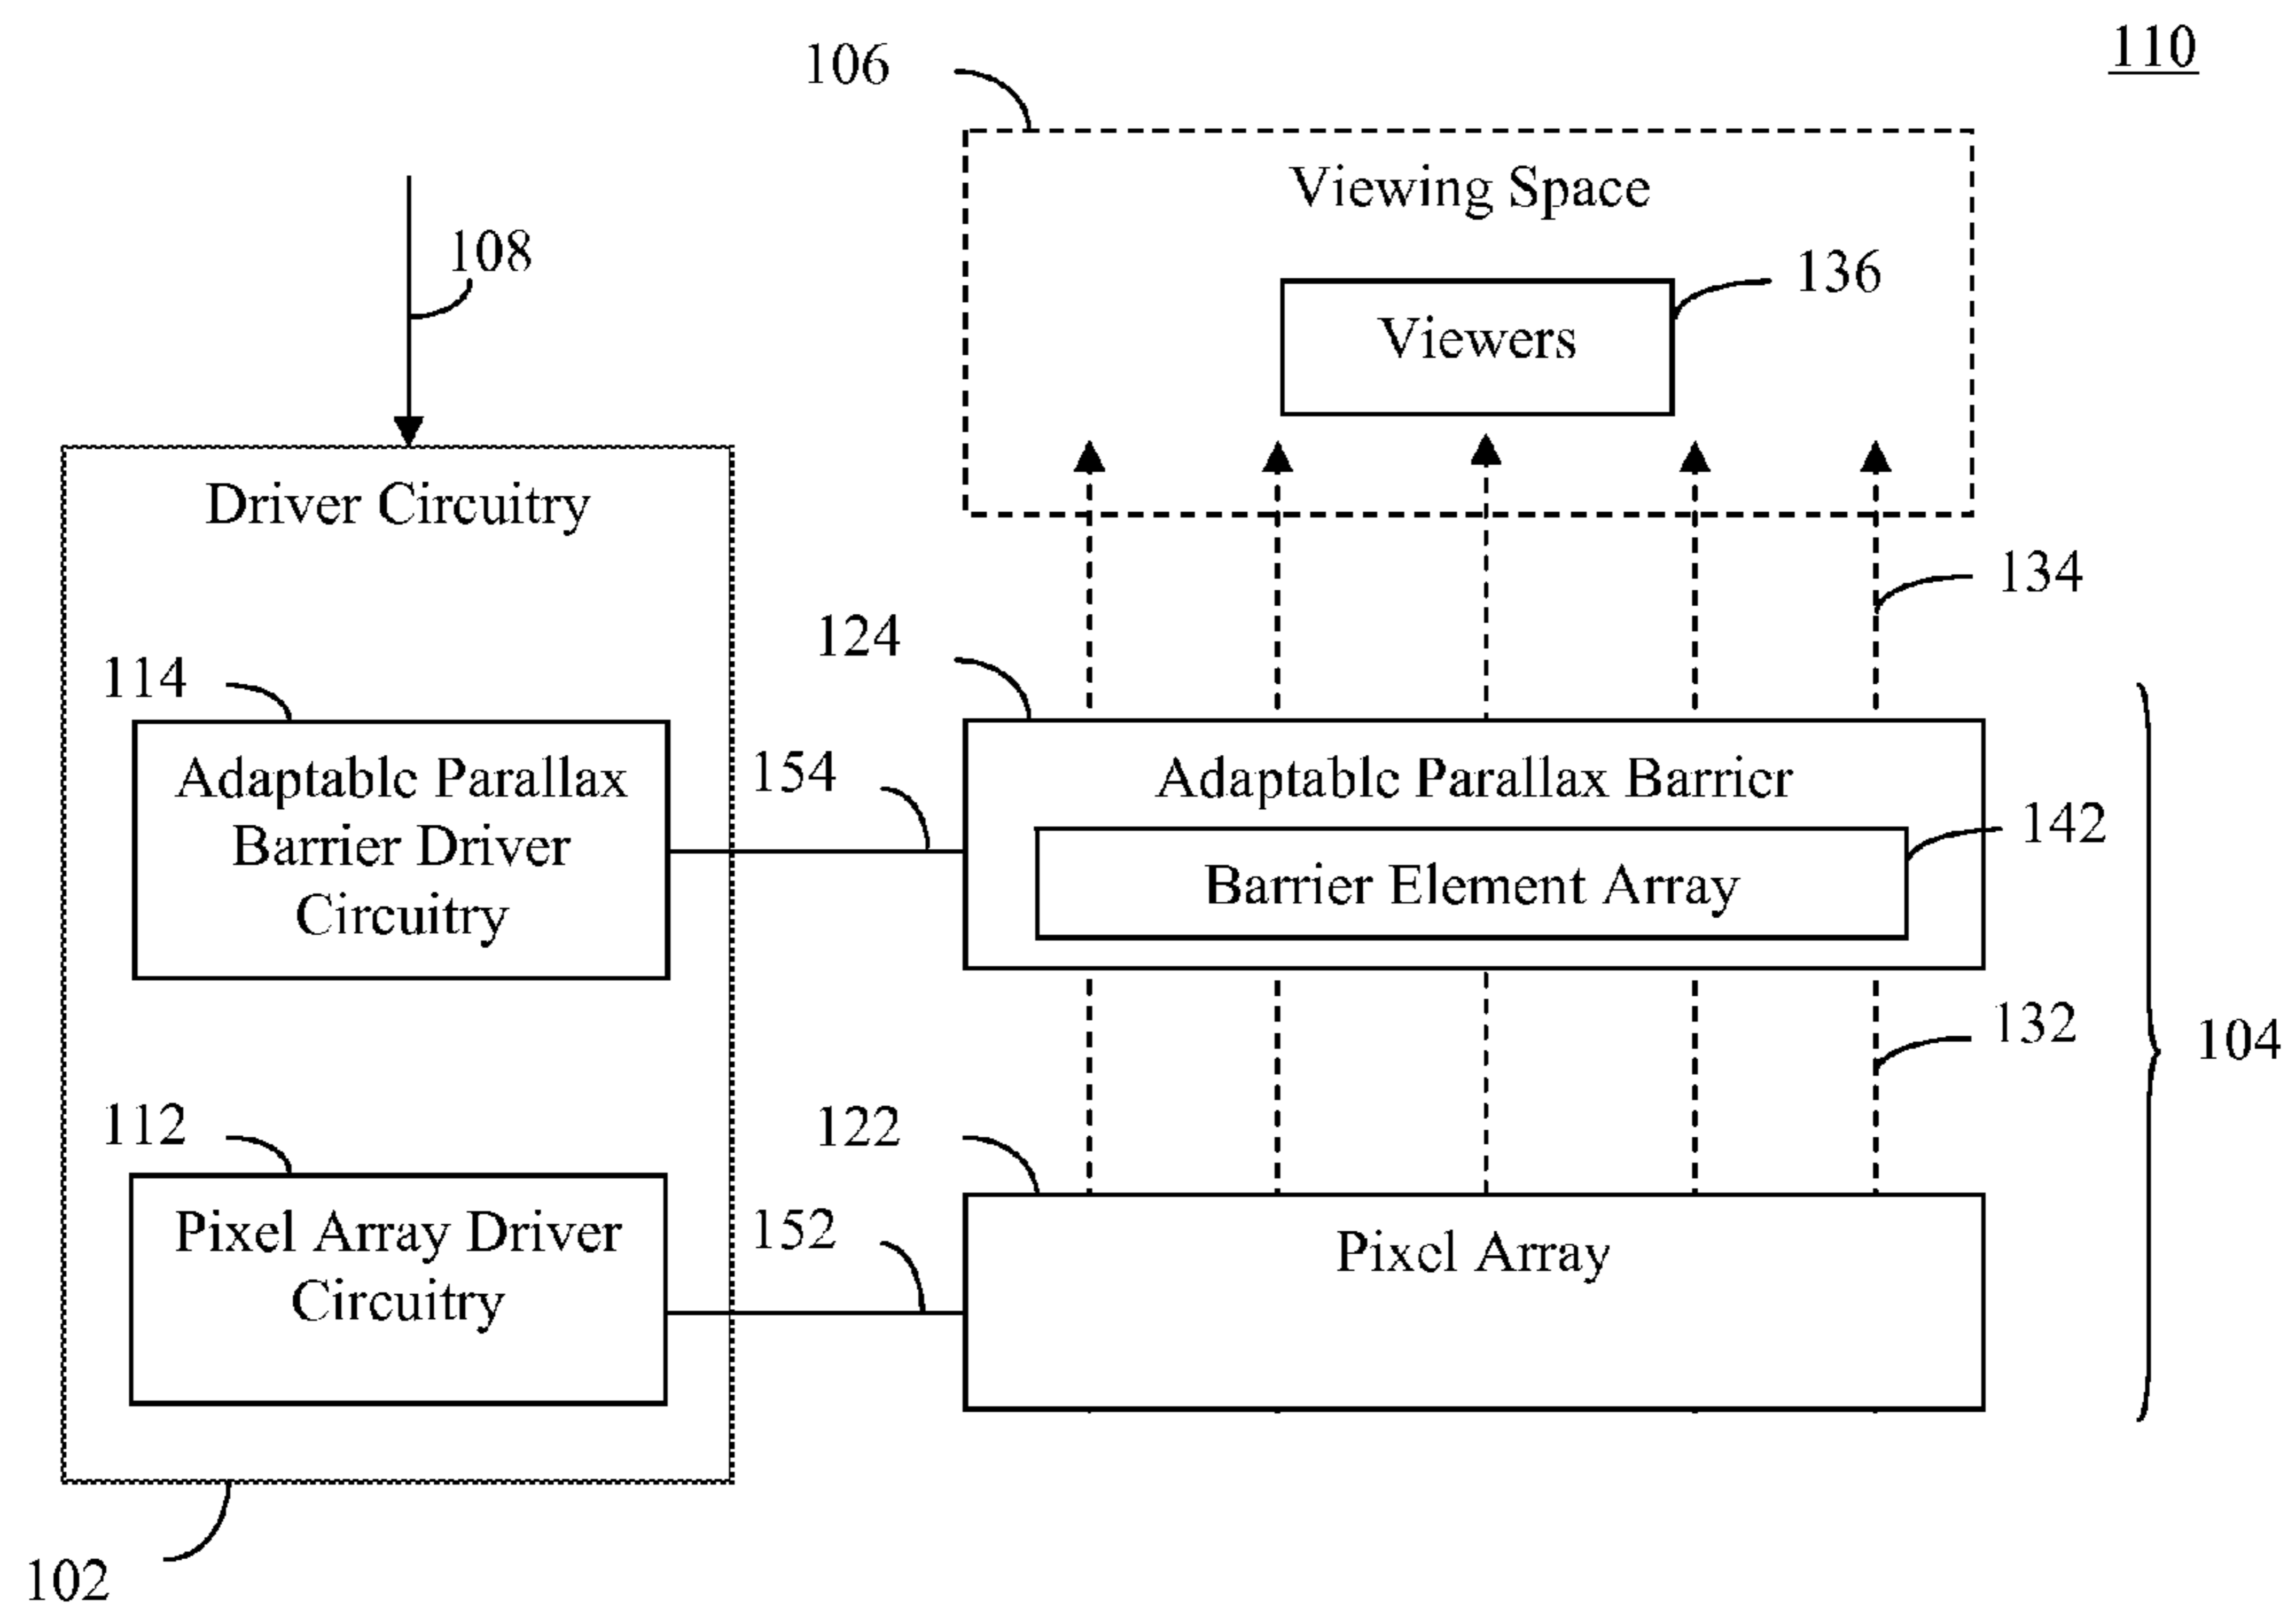 110
106
Viewing Space
108
136
Viewers
Driver Circuitry
134
124
114
Adaptable Parallax
Barrier Driver
Circuitry
154
Adaptable Parallax Barrier
142
Barrier Element Array
132
104
112
122
Pixel Array Driver
Circuitry
152
Pixel Array
102